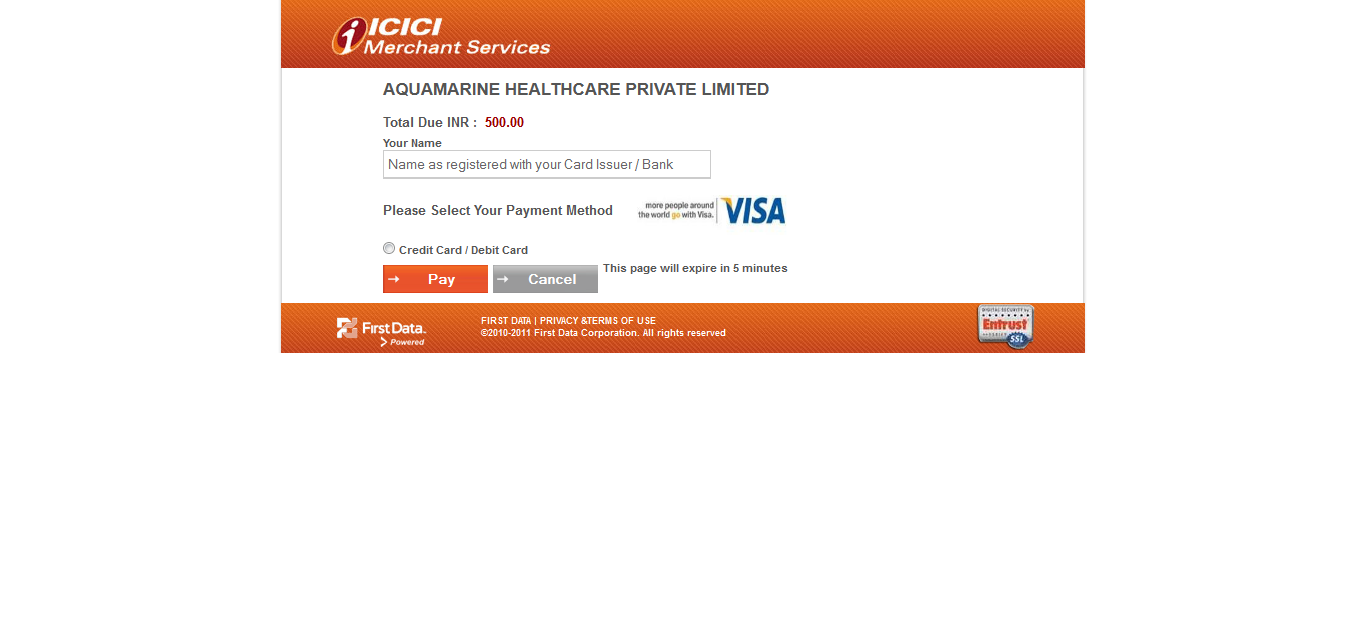 ICICI
Merchant Services
AQUAMARINE HEALTHCARE PRIVATE LIMITED
Total Due INR : 500.00
Your Name
Name as registered with your Card Issuer / Bank
Please Select Your Payment Method
more people around
the world go with Visa.
VISA
Credit Card / Debit Card
Pay
Cancel
This page will expire in 5 minutes
First Data.
Powered
FIRST DATA | PRIVACY &TERMS OF USE
©2010-2011 First Data Corporation. All rights reserved
DIGITAL SECURITY by
Entrust
SSL